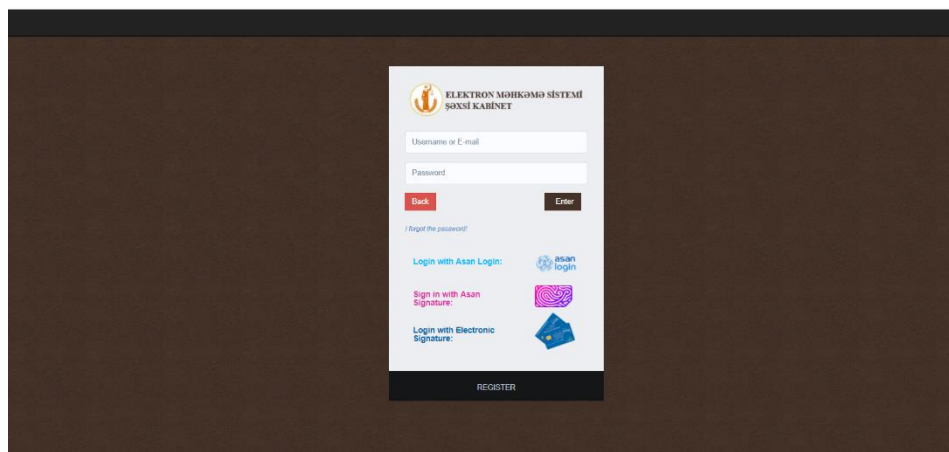 ELEKTRON MƏHKƏMƏ SİSTEMİ
ŞƏXSİ KABİNET
Username or E-mail
Password
Back
Enter
I forgot the password!
Login with Asan Login:
asan
login
Sign in with Asan
Signature:
Login with Electronic
Signature:
REGISTER